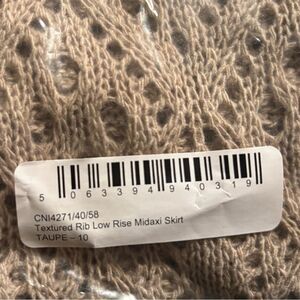 5 063394 940319
CNI4271/40/58
Textured Rib Low Rise Midaxi Skirt
TAUPE – 10